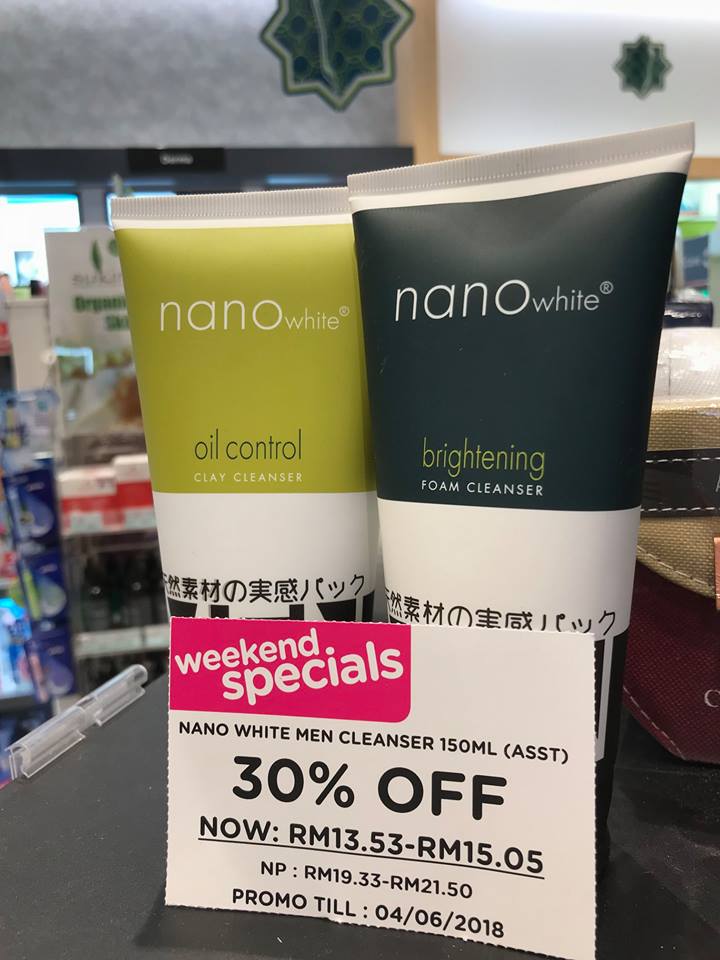 Organi
nanowhite®
oil control
CLAY CLEANSER
然素材の実感パック
nanowhite®
brightening
FOAM CLEANSER
然素材の実感パック
weekend
specials
NANO WHITE MEN CLEANSER 150ML (ASST)
30% OFF
NOW: RM13.53-RM15.05
NP : RM19.33-RM21.50
PROMO TILL : 04/06/2018